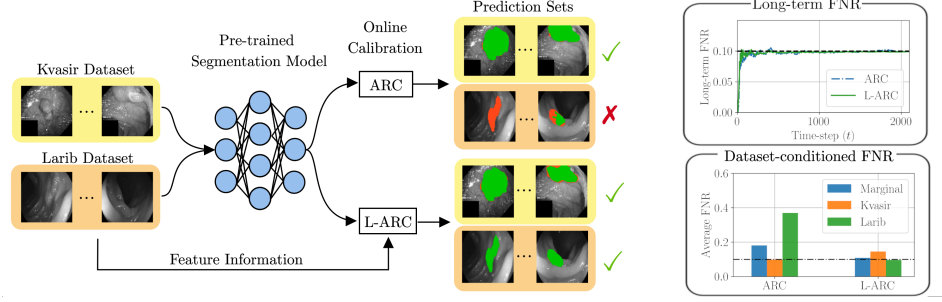 Kvasir Dataset
...
Larib Dataset
...
Pre-trained
Segmentation Model
Feature Information
Online
Calibration
ARC
L-ARC
Prediction Sets
...
✓
...
✗
...
✓
...
✓
Long-term FNR
Long-term FNR
0.10
0.05
0.00
ARC
L-ARC
0
1000
2000
Time-step (t)
Dataset-conditioned FNR
Average FNR
0.6
0.4
0.2
0.0
Marginal
Kvasir
Larib
ARC
L-ARC